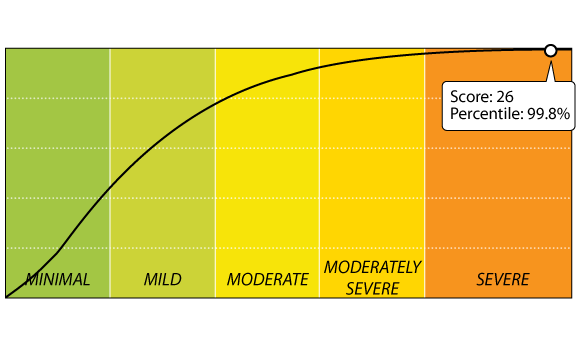 Score: 26
Percentile: 99.8%
MINIMAL
MILD
MODERATE
MODERATELY
SEVERE
SEVERE